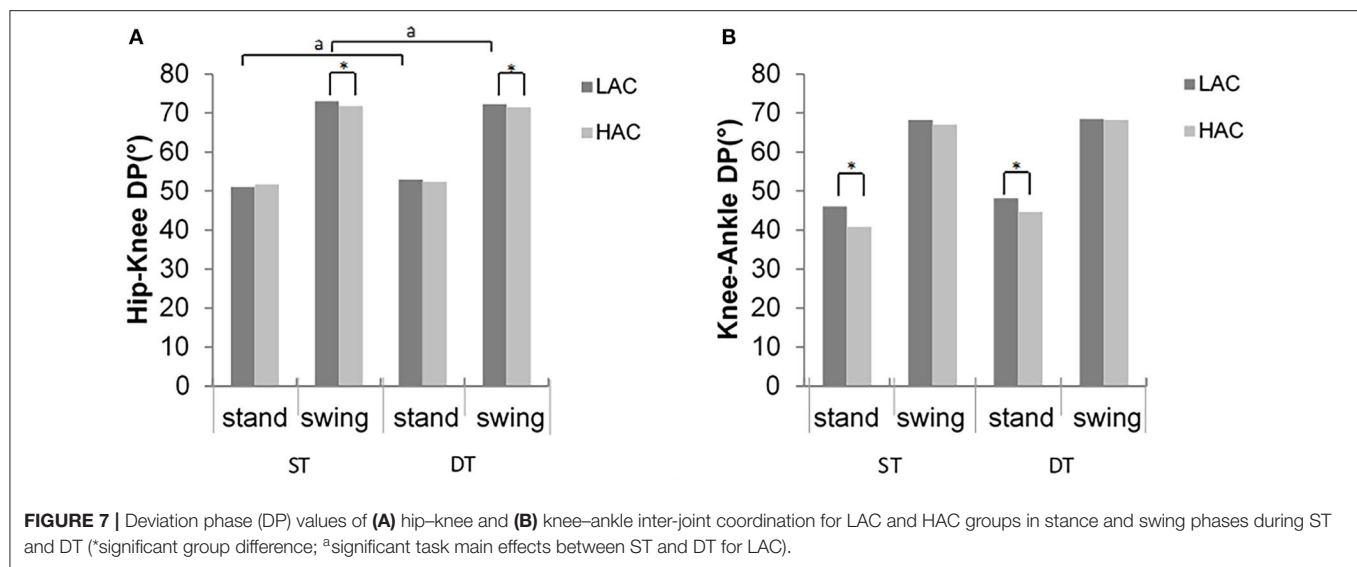 A
a
a
*
*
80
70
60
50
40
30
20
10
0
Hip-Knee DP(°)
LAC
HAC
stand swing stand swing
ST DT
B
*
*
80
70
60
50
40
30
20
10
0
Knee-Ankle DP(°)
LAC
HAC
stand swing stand swing
ST DT
FIGURE 7 | Deviation phase (DP) values of (A) hip–knee and (B) knee–ankle inter-joint coordination for LAC and HAC groups in stance and swing phases during ST
and DT (*significant group difference; ᵃsignificant task main effects between ST and DT for LAC).